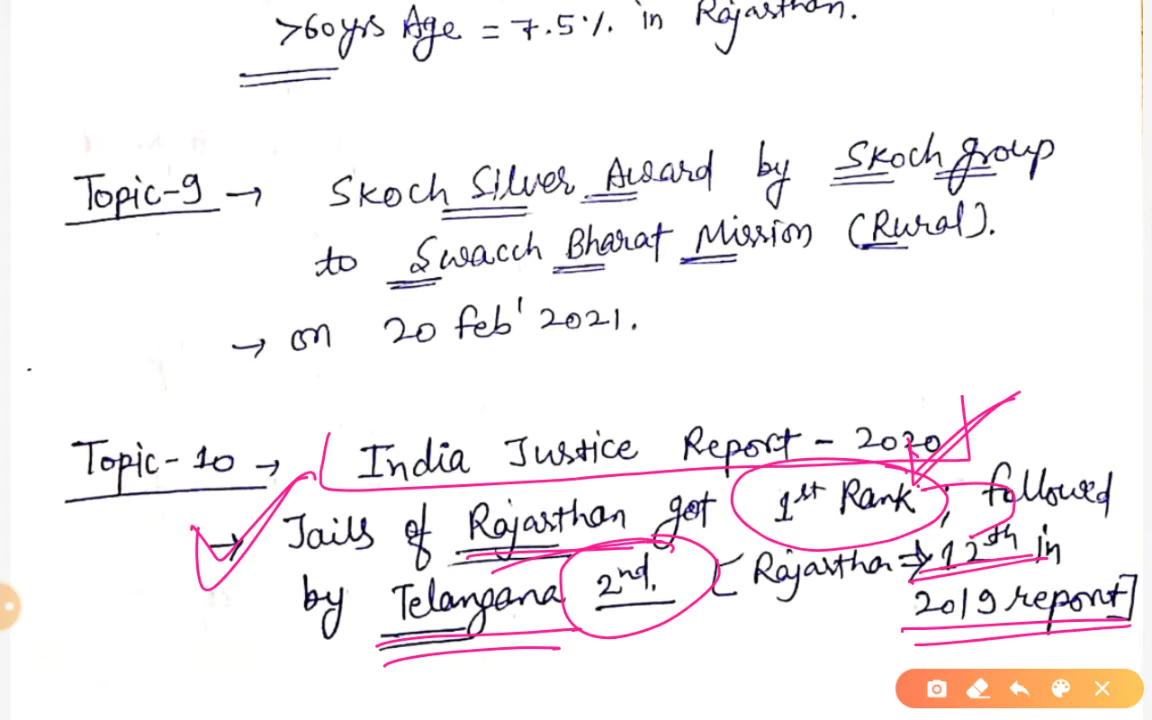 >60yrs Age = 7.5%. in Rajasthan.
Topic-9 → Skoch Silver Award by Skoch group
to Swacch Bharat Mission (Rural).
→ on 20 feb' 2021.
Topic-10 → India Justice Report - 2020
→ Jails of Rajasthan got 1st Rank, followed
by Telangana 2nd. [Rajasthan ⇒ 12th in
2019 report]